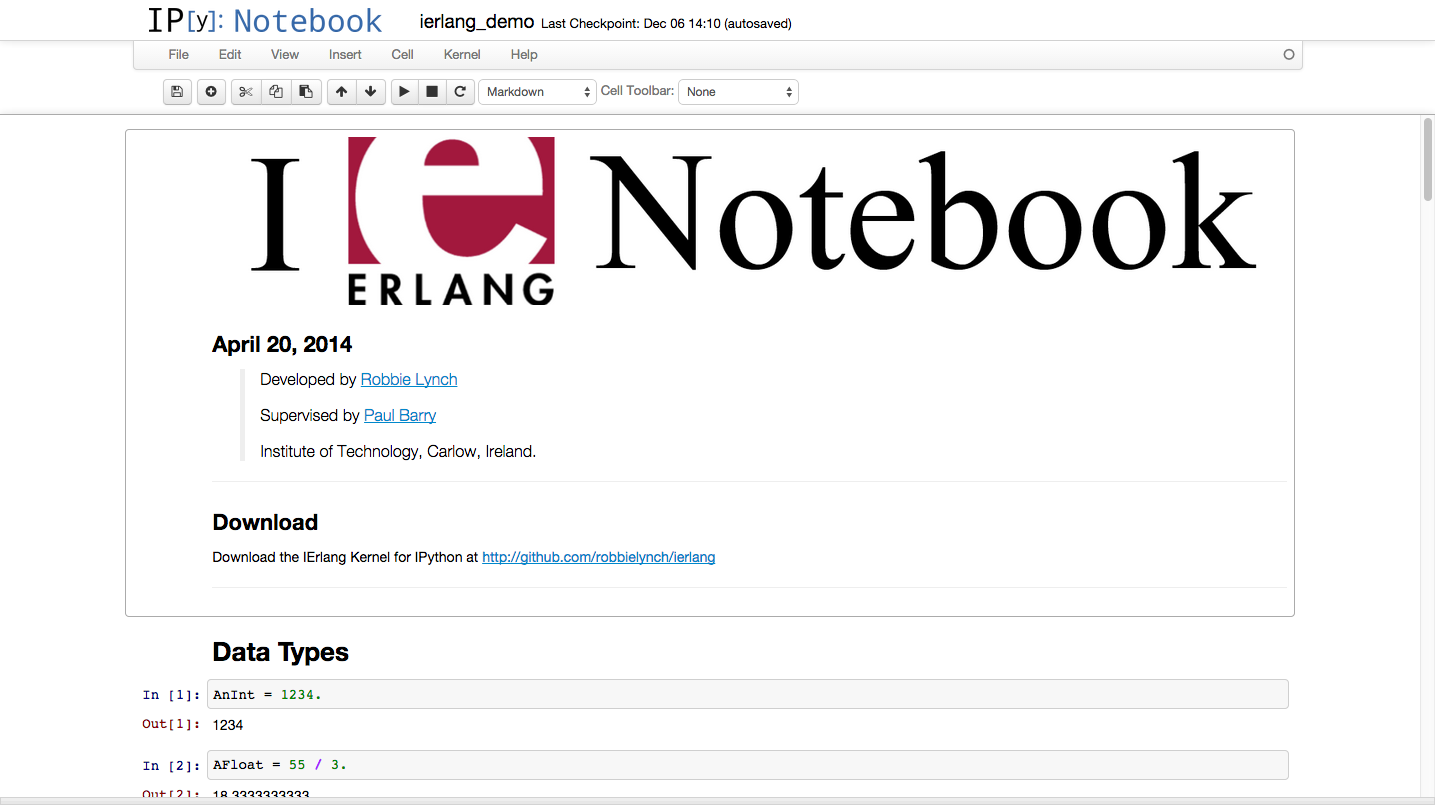 IP[y]: Notebook ierlang_demo Last Checkpoint: Dec 06 14:10 (autosaved)
File Edit View Insert Cell Kernel Help
Markdown Cell Toolbar: None
I e Notebook
ERLANG
April 20, 2014
Developed by Robbie Lynch
Supervised by Paul Barry
Institute of Technology, Carlow, Ireland.
Download
Download the IErlang Kernel for IPython at http://github.com/robbielynch/ierlang
Data Types
In [1]: AnInt = 1234.
Out[1]: 1234
In [2]: AFloat = 55 / 3.
Out[2]: 18.3333333333